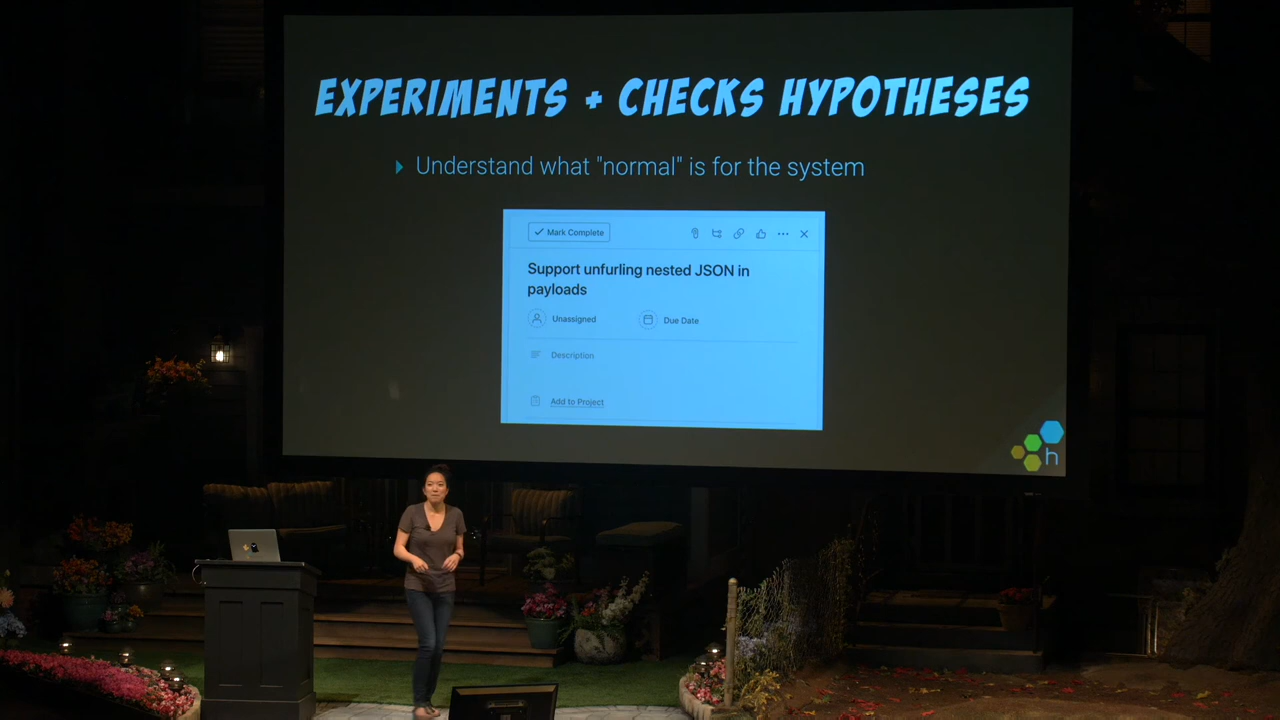 EXPERIMENTS + CHECKS HYPOTHESES
Understand what "normal" is for the system
Mark Complete
Support unfurling nested JSON in
payloads
Unassigned
Due Date
Description
Add to Project
h